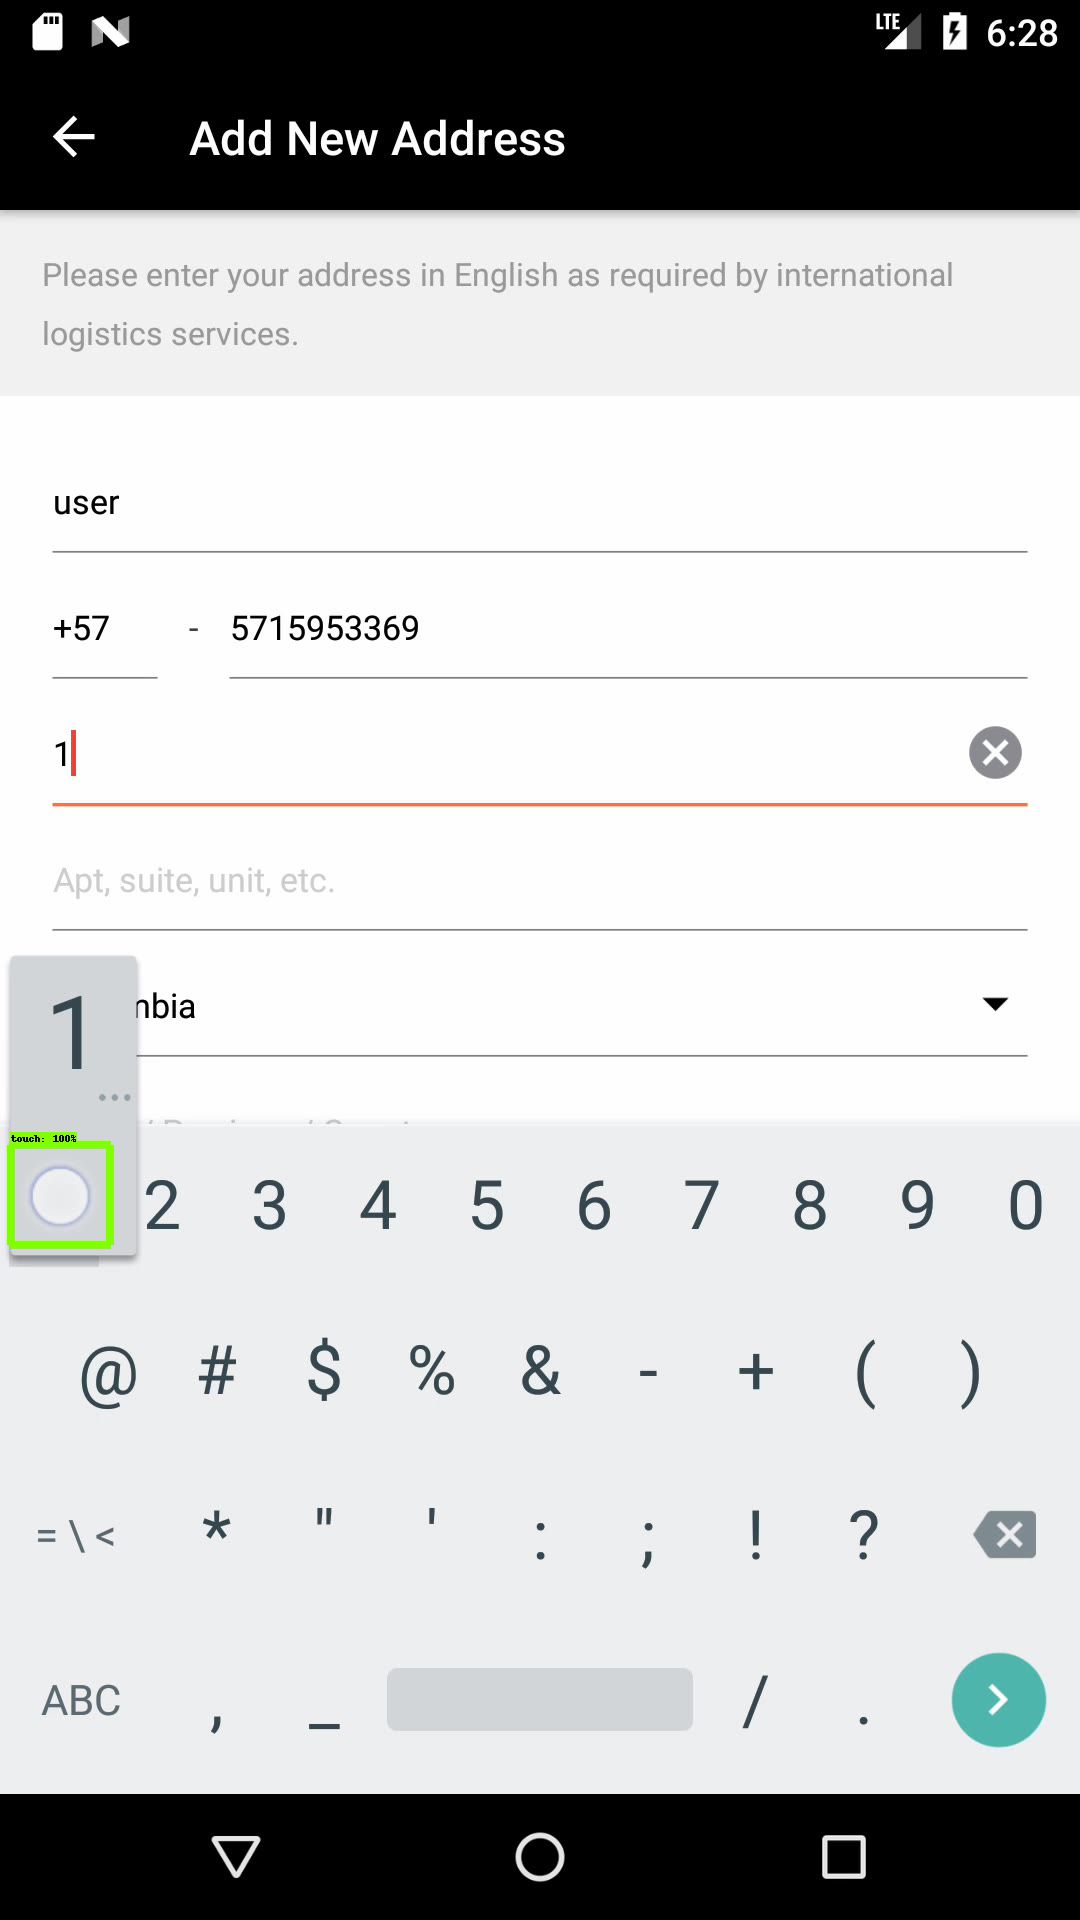 LTE 6:28
Add New Address
Please enter your address in English as required by international
logistics services.
user
+57 - 5715953369
1
Apt, suite, unit, etc.
mbia
1
...
touch: 100%
2 3 4 5 6 7 8 9 0
@ # $ % & - + ( )
= \ < * " ' : ; ! ?
ABC , _ / .